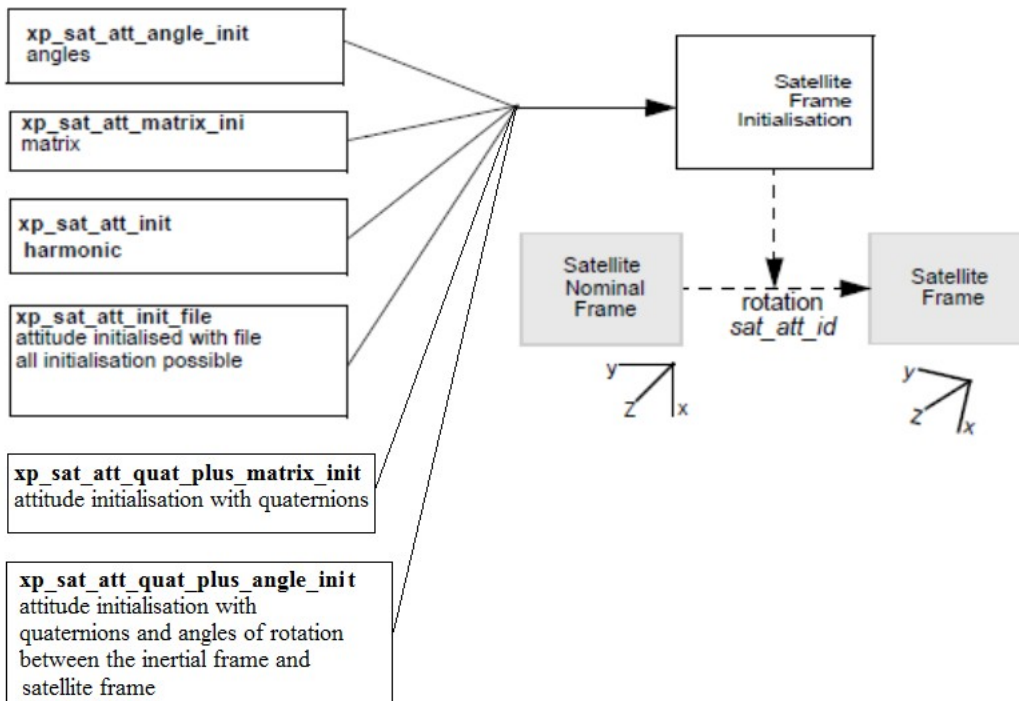 xp_sat_att_angle_init
angles
xp_sat_att_matrix_ini
matrix
xp_sat_att_init
harmonic
xp_sat_att_init_file
attitude initialised with file
all initialisation possible
xp_sat_att_quat_plus_matrix_init
attitude initialisation with quaternions
xp_sat_att_quat_plus_angle_init
attitude initialisation with
quaternions and angles of rotation
between the inertial frame and
satellite frame
Satellite
Frame
Initialisation
Satellite
Nominal
Frame
rotation
sat_att_id
Satellite
Frame
y
Z
x
y
Z
x